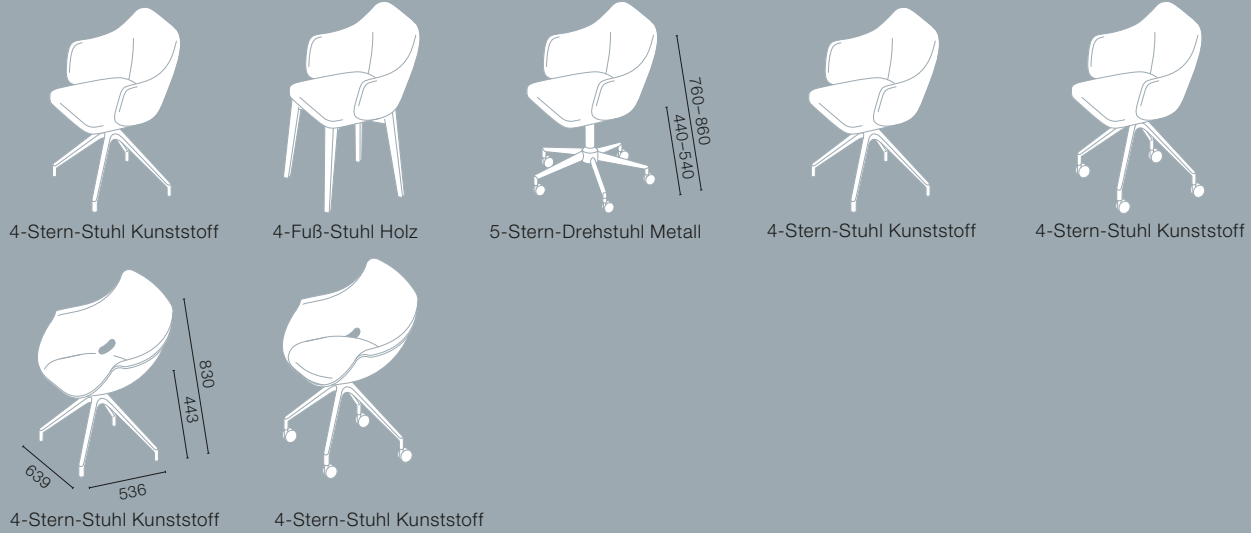 760–860
440–540
4-Stern-Stuhl Kunststoff
4-Fuß-Stuhl Holz
5-Stern-Drehstuhl Metall
4-Stern-Stuhl Kunststoff
4-Stern-Stuhl Kunststoff
830
443
639
536
4-Stern-Stuhl Kunststoff
4-Stern-Stuhl Kunststoff